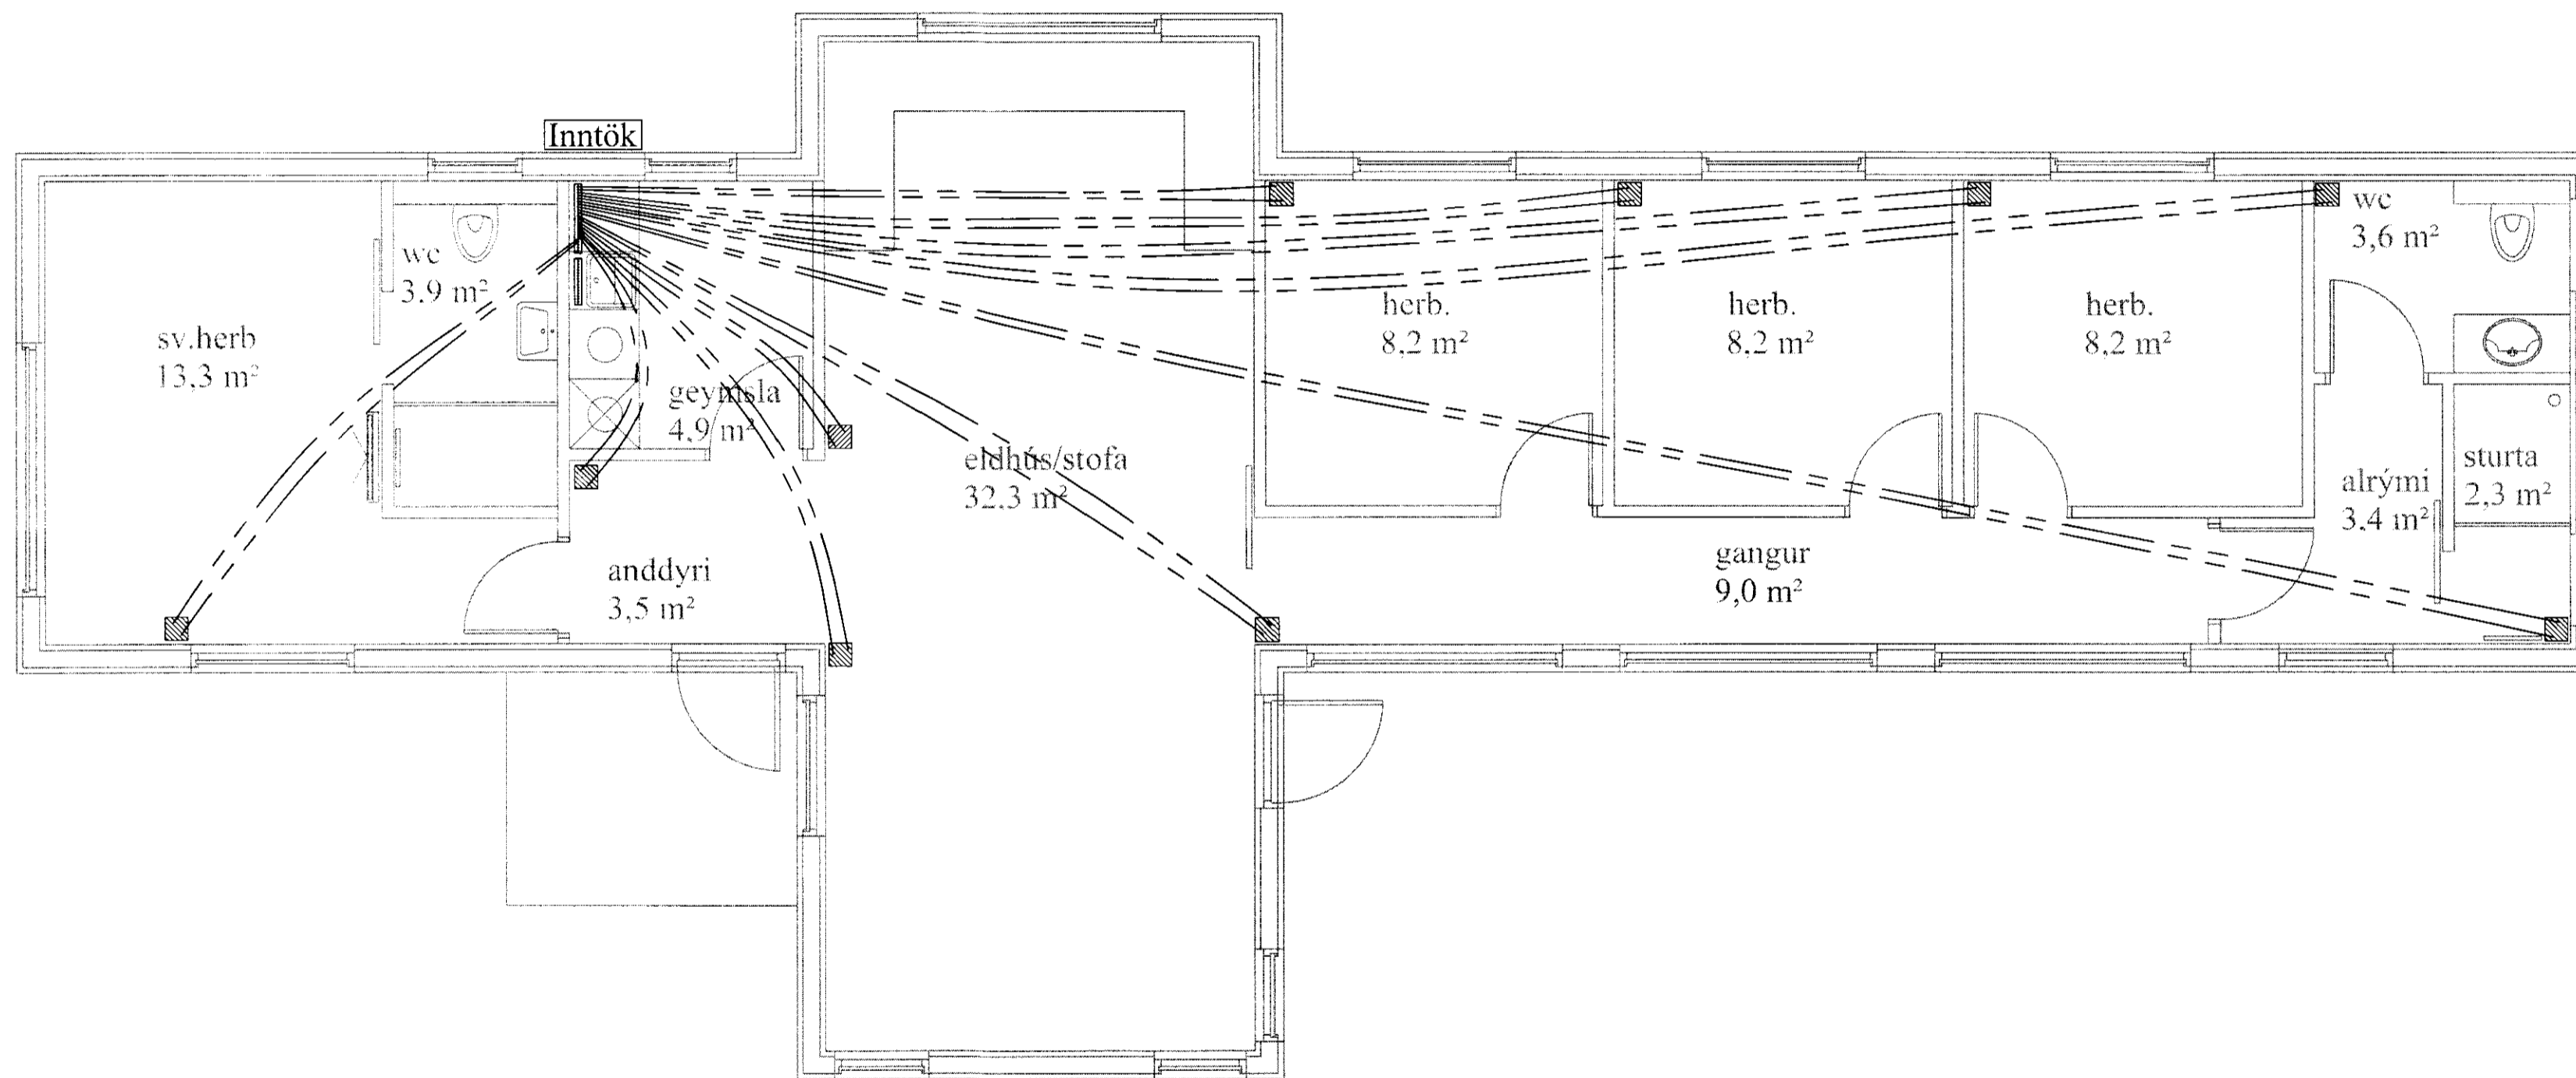 Inntök
wc
3,6 m²
wc
3,9 m²
sv.herb
13,3 m²
herb.
8,2 m²
herb.
8,2 m²
herb.
8,2 m²
geymsla
4,9 m²
eldhús/stofa
32,3 m²
sturta
2,3 m²
alrými
3,4 m²
anddyri
3,5 m²
gangur
9,0 m²